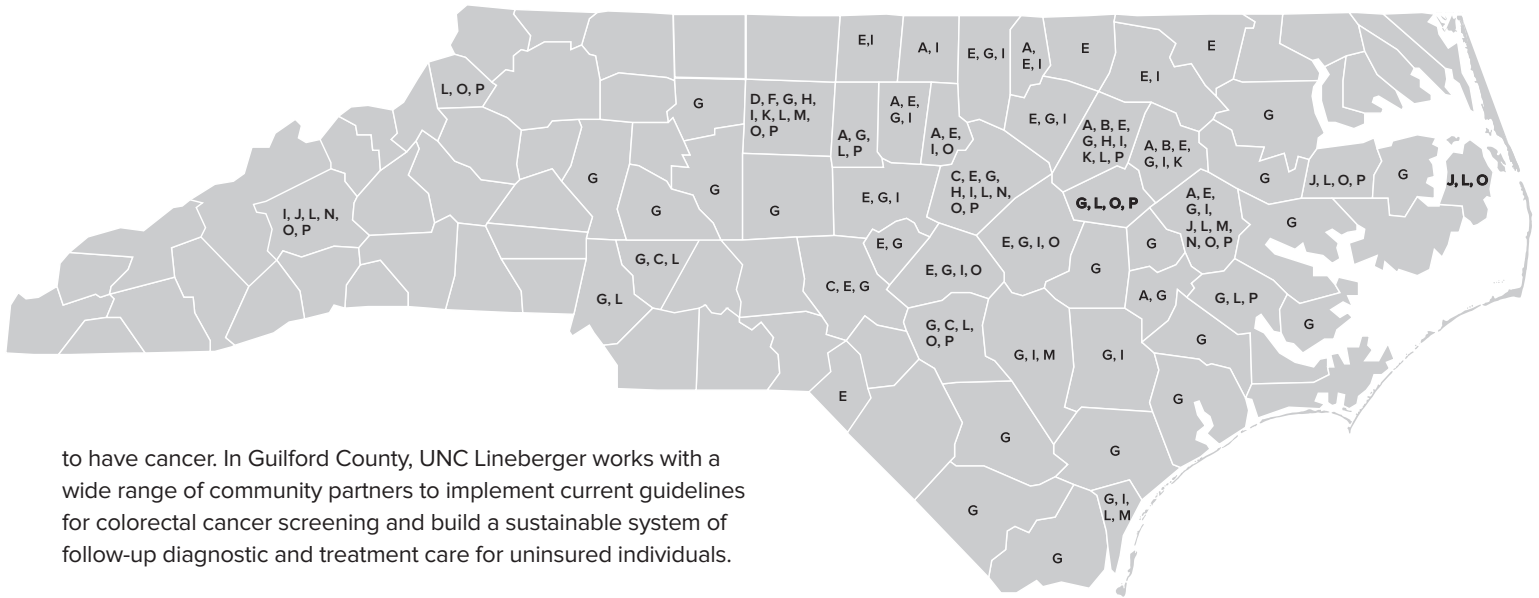 E,I
A, I
E, G, I
A,
E, I
E
E, I
E
L, O, P
G
D, F, G, H,
I, K, L, M,
O, P
A, G,
L, P
A, E,
G, I
A, E,
I, O
E, G, I
A, B, E,
G, H, I,
K, L, P
A, B, E,
G, I, K
G
G
G
G
G
I, J, L, N,
O, P
E, G, I
C, E, G,
H, I, L, N,
O, P
G, L, O, P
A, E,
G, I,
J, L, M,
N, O, P
G
J, L, O, P
G
J, L, O
G
E, G
E, G, I, O
G
G, C, L
E, G, I, O
G
C, E, G
G, L
A, G
G, L, P
G
G, C, L,
O, P
G, I, M
G, I
G
E
G
G
G
G
G, I,
L, M
G
to have cancer. In Guilford County, UNC Lineberger works with a
wide range of community partners to implement current guidelines
for colorectal cancer screening and build a sustainable system of
follow-up diagnostic and treatment care for uninsured individuals.